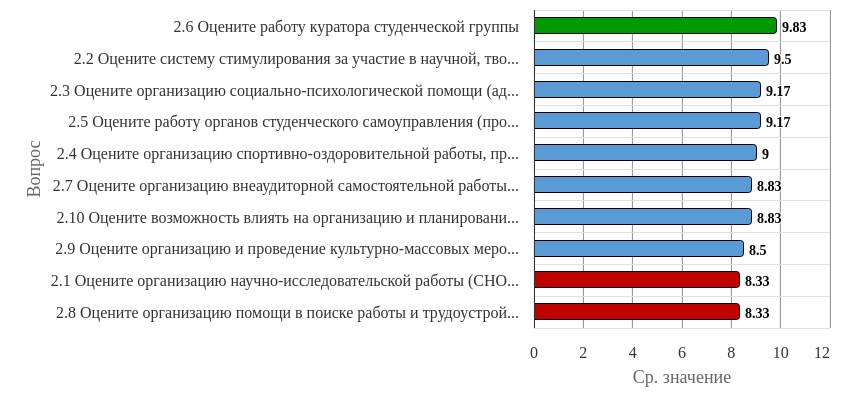 2.6 Оцените работу куратора студенческой группы 9.83
2.2 Оцените систему стимулирования за участие в научной, тво... 9.5
2.3 Оцените организацию социально-психологической помощи (ад... 9.17
2.5 Оцените работу органов студенческого самоуправления (про... 9.17
2.4 Оцените организацию спортивно-оздоровительной работы, пр... 9
2.7 Оцените организацию внеаудиторной самостоятельной работы... 8.83
2.10 Оцените возможность влиять на организацию и планировани... 8.83
2.9 Оцените организацию и проведение культурно-массовых меро... 8.5
2.1 Оцените организацию научно-исследовательской работы (СНО... 8.33
2.8 Оцените организацию помощи в поиске работы и трудоустрой... 8.33
Вопрос
0 2 4 6 8 10 12
Ср. значение